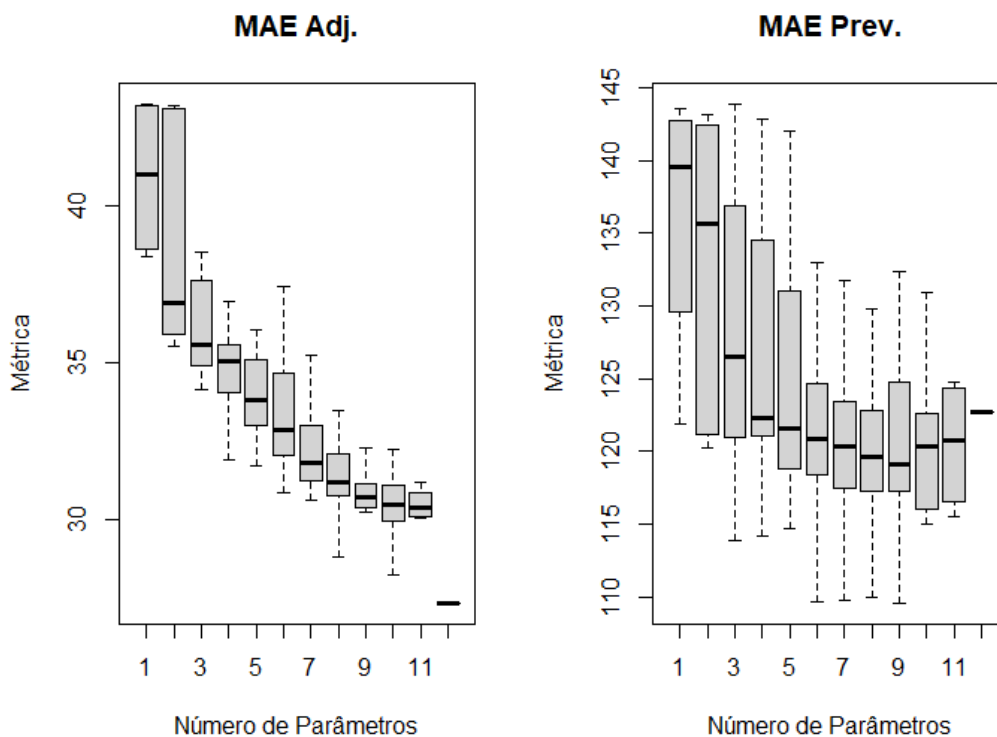 MAE Adj.
Métrica
40
35
30
1 3 5 7 9 11
Número de Parâmetros
MAE Prev.
Métrica
145
140
135
130
125
120
115
110
1 3 5 7 9 11
Número de Parâmetros